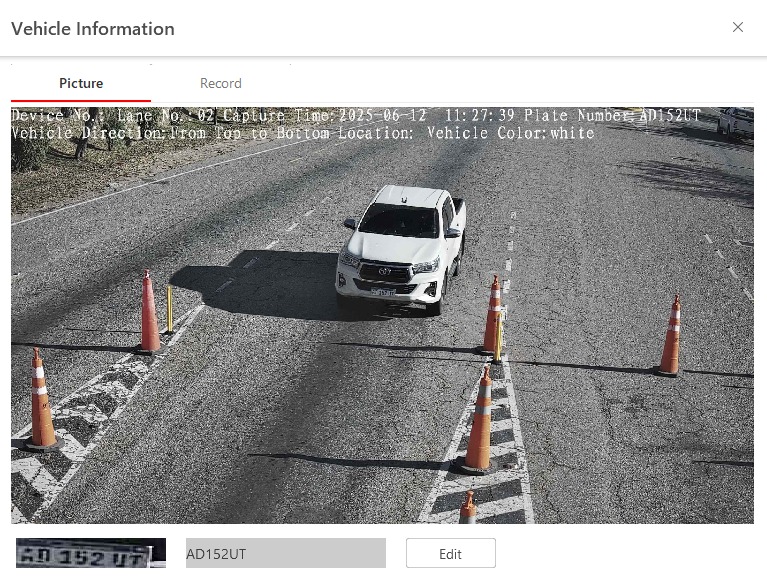 Vehicle Information
Picture Record
Device No.: Lane No.:02 Capture Time:2025-06-12 11:27:39 Plate Number:AD152UT
Vehicle Direction:From Top to Bottom Location: Vehicle Color:white
AD 152 UT AD152UT Edit